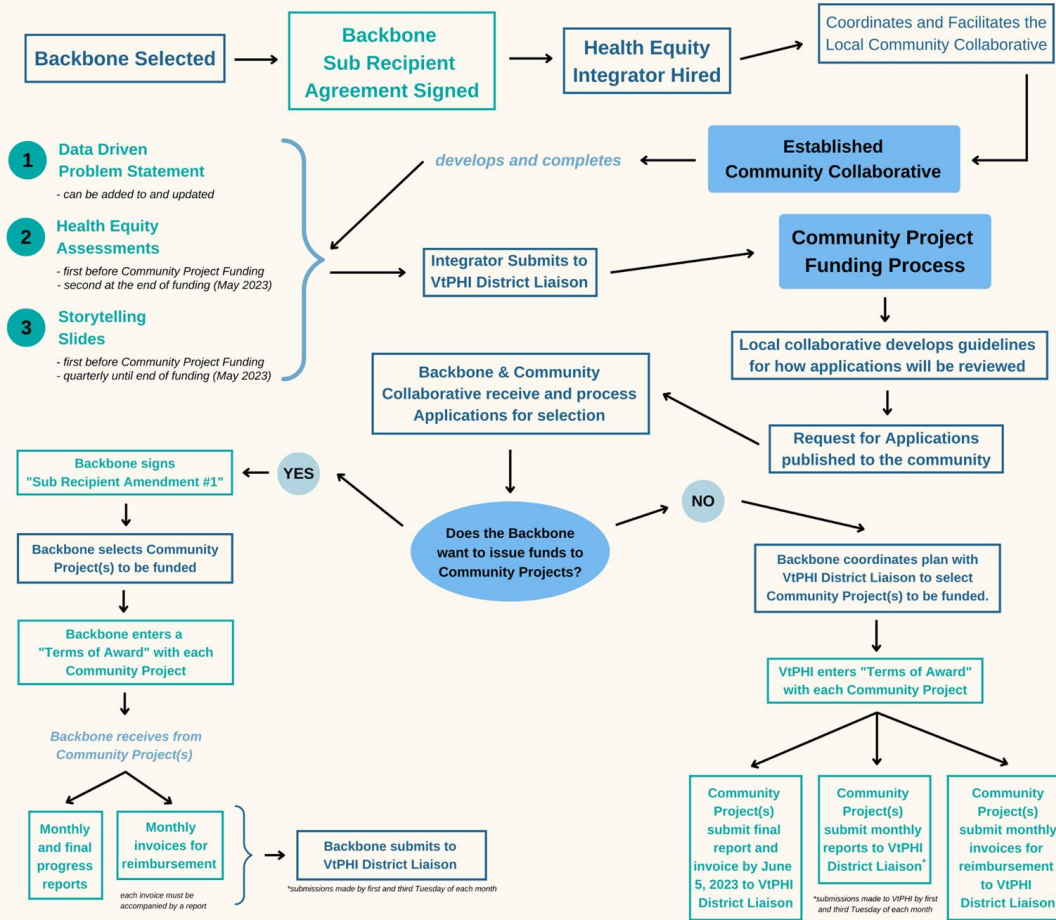 Backbone Selected
Backbone
Sub Recipient
Agreement Signed
Health Equity
Integrator Hired
Coordinates and Facilitates the
Local Community Collaborative
Established
Community Collaborative
develops and completes
1
Data Driven
Problem Statement
- can be added to and updated
2
Health Equity
Assessments
- first before Community Project Funding
- second at the end of funding (May 2023)
3
Storytelling
Slides
- first before Community Project Funding
- quarterly until end of funding (May 2023)
Integrator Submits to
VtPHI District Liaison
Community Project
Funding Process
Local collaborative develops guidelines
for how applications will be reviewed
Request for Applications
published to the community
Backbone & Community
Collaborative receive and process
Applications for selection
Does the Backbone
want to issue funds to
Community Projects?
YES
Backbone signs
"Sub Recipient Amendment #1"
Backbone selects Community
Project(s) to be funded
Backbone enters a
"Terms of Award" with each
Community Project
Backbone receives from
Community Project(s)
Monthly
and final
progress
reports
Monthly
invoices for
reimbursement
each invoice must be
accompanied by a report
Backbone submits to
VtPHI District Liaison
*submissions made by first and third Tuesday of each month
NO
Backbone coordinates plan with
VtPHI District Liaison to select
Community Project(s) to be funded.
VtPHI enters "Terms of Award"
with each Community Project
Community
Project(s)
submit final
report and
invoice by June
5, 2023 to VtPHI
District Liaison
Community
Project(s)
submit monthly
reports to VtPHI
District Liaison*
*submissions made to VtPHI by first
and third Tuesday of each month
Community
Project(s)
submit monthly
invoices for
reimbursement
to VtPHI
District Liaison